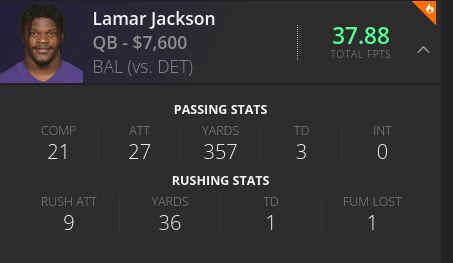 Lamar Jackson
QB - $7,600
BAL (vs. DET)
37.88
TOTAL FPTS
PASSING STATS
COMP ATT YARDS TD INT
21 27 357 3 0
RUSHING STATS
RUSH ATT YARDS TD FUM LOST
9 36 1 1